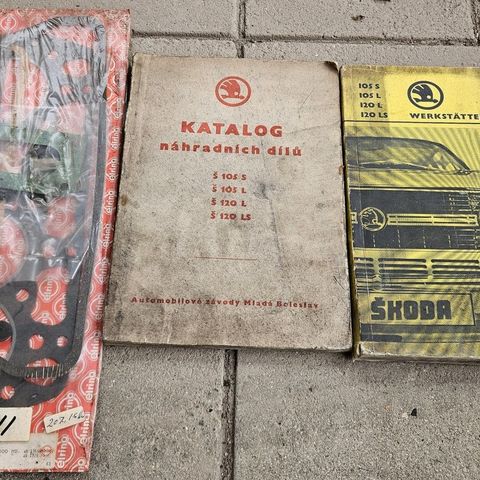 elring
KATALOG
náhradních dílů
Š 105 S
Š 105 L
Š 120 L
Š 120 LS
Automobilové závody Mladá Boleslav
105 S
105 L
120 L
120 LS
WERKSTÄTTE
ŠKODA